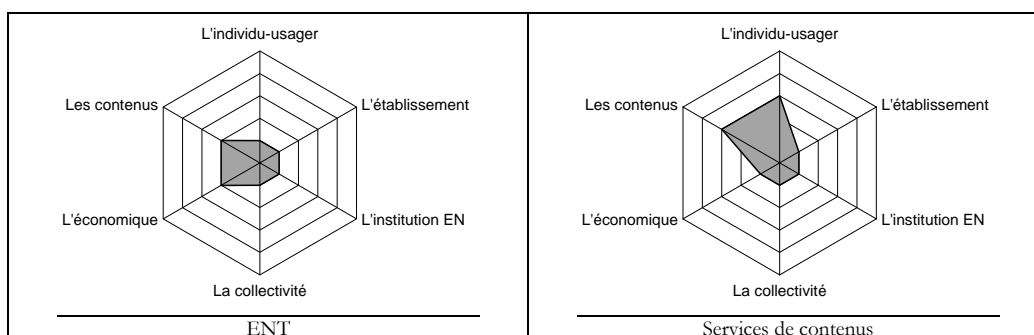 L'individu-usager
Les contenus
L'établissement
L'économique
L'institution EN
La collectivité
ENT
L'individu-usager
Les contenus
L'établissement
L'économique
L'institution EN
La collectivité
Services de contenus